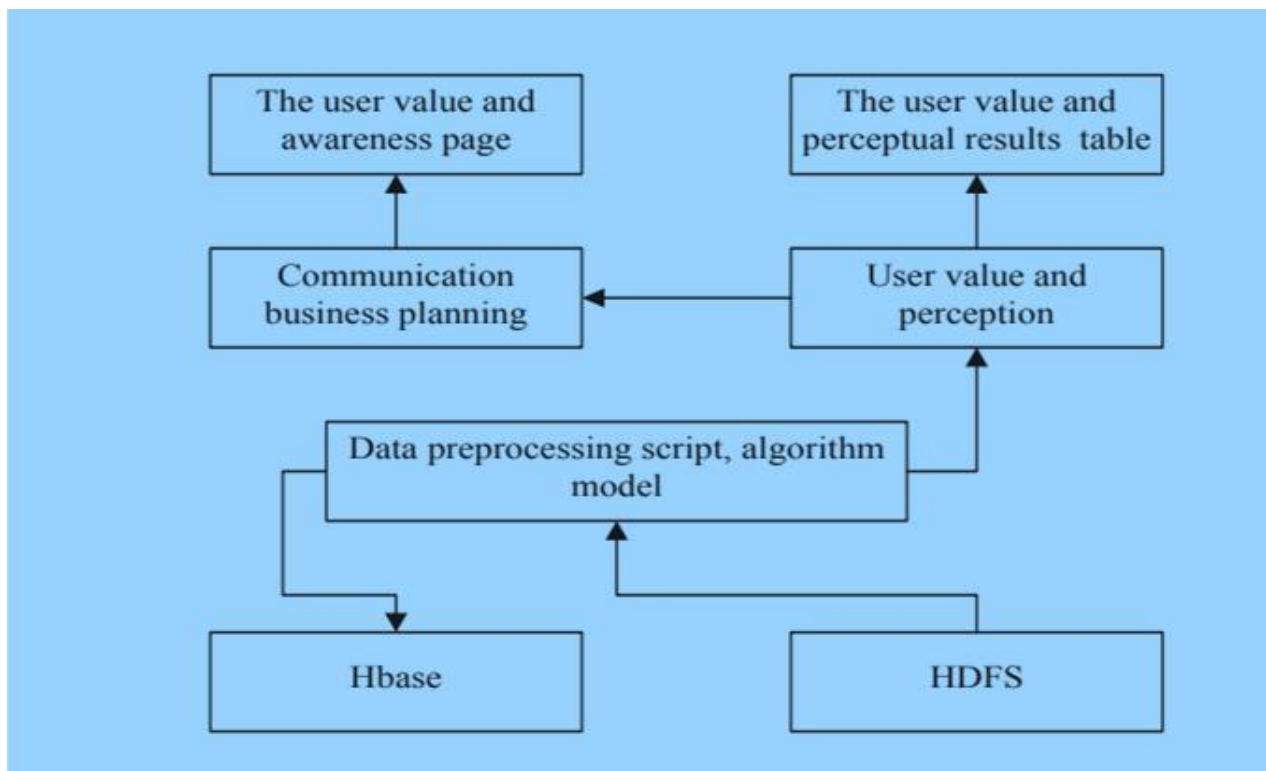 The user value and
awareness page
The user value and
perceptual results table
Communication
business planning
User value and
perception
Data preprocessing script, algorithm
model
Hbase
HDFS